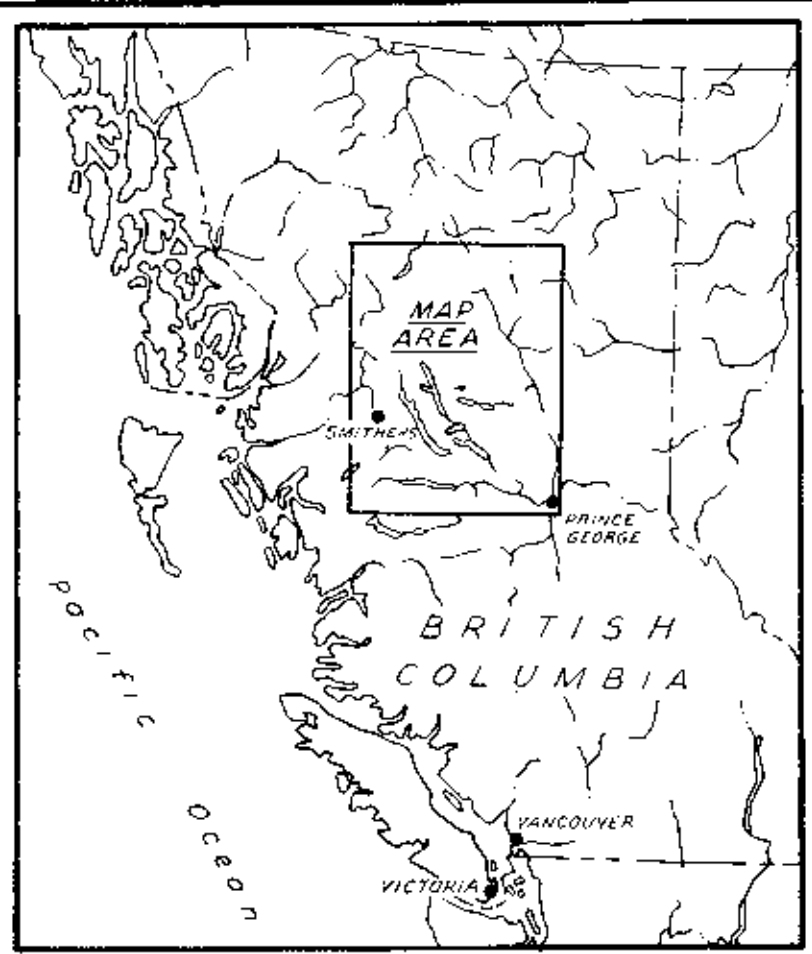 MAP
AREA
SMITHERS
PRINCE
GEORGE
BRITISH
COLUMBIA
Pacific
Ocean
VANCOUVER
VICTORIA